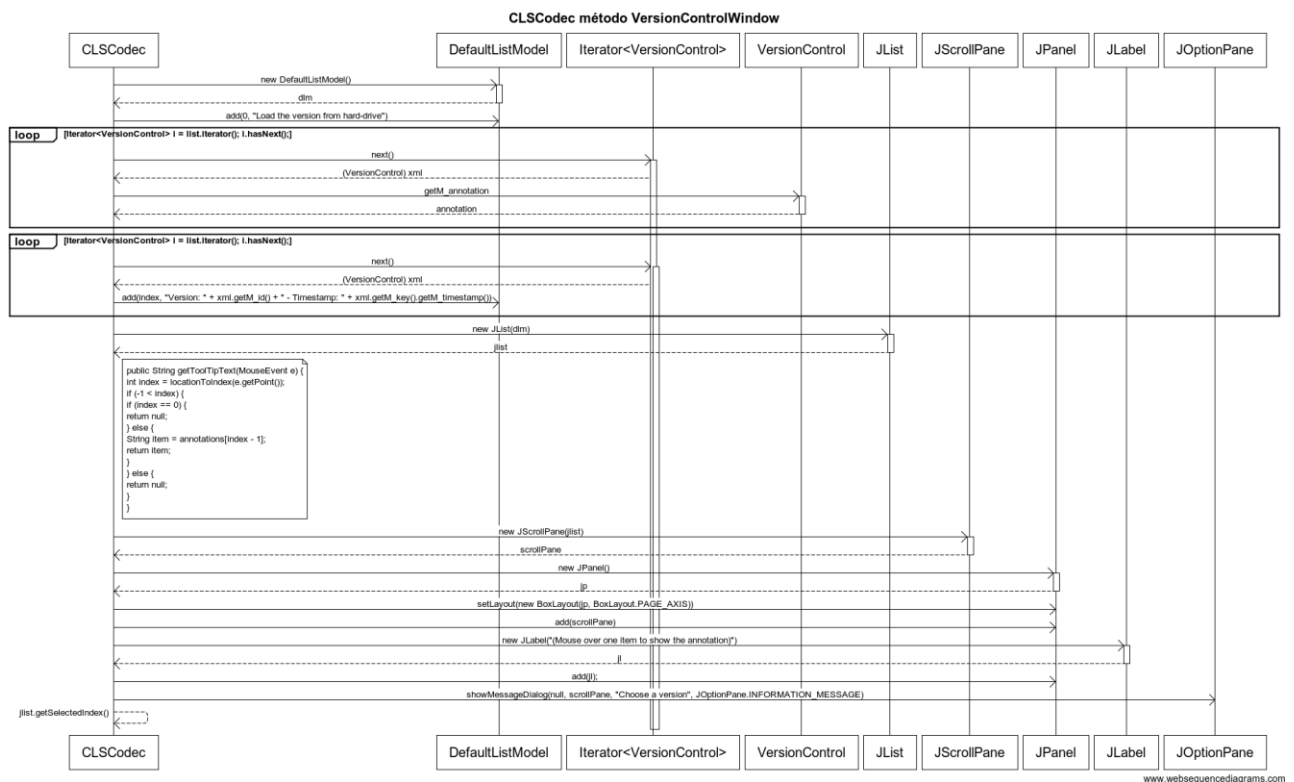 CLSCodec método VersionControlWindow
CLSCodec DefaultListModel Iterator<VersionControl> VersionControl JList JScrollPane JPanel JLabel JOptionPane
new DefaultListModel()
dlm
add(0, "Load the version from hard-drive")
loop [Iterator<VersionControl> i = list.iterator(); i.hasNext();]
next()
(VersionControl) xml
getM_annotation
annotation
loop [Iterator<VersionControl> i = list.iterator(); i.hasNext();]
next()
(VersionControl) xml
add(index, "Version: " + xml.getM_id() + " - Timestamp: " + xml.getM_key().getM_timestamp())
new JList(dlm)
jlist
public String getToolTipText(MouseEvent e) {
int index = locationToIndex(e.getPoint());
if (-1 < index) {
if (index == 0) {
return null;
} else {
String item = annotations[index - 1];
return item;
}
} else {
return null;
}
}
new JScrollPane(jlist)
scrollPane
new JPanel()
jp
setLayout(new BoxLayout(jp, BoxLayout.PAGE_AXIS))
add(scrollPane)
new JLabel("(Mouse over one item to show the annotation)")
jl
add(jl);
showMessageDialog(null, scrollPane, "Choose a version", JOptionPane.INFORMATION_MESSAGE)
jlist.getSelectedIndex()
CLSCodec DefaultListModel Iterator<VersionControl> VersionControl JList JScrollPane JPanel JLabel JOptionPane
www.websequencediagrams.com